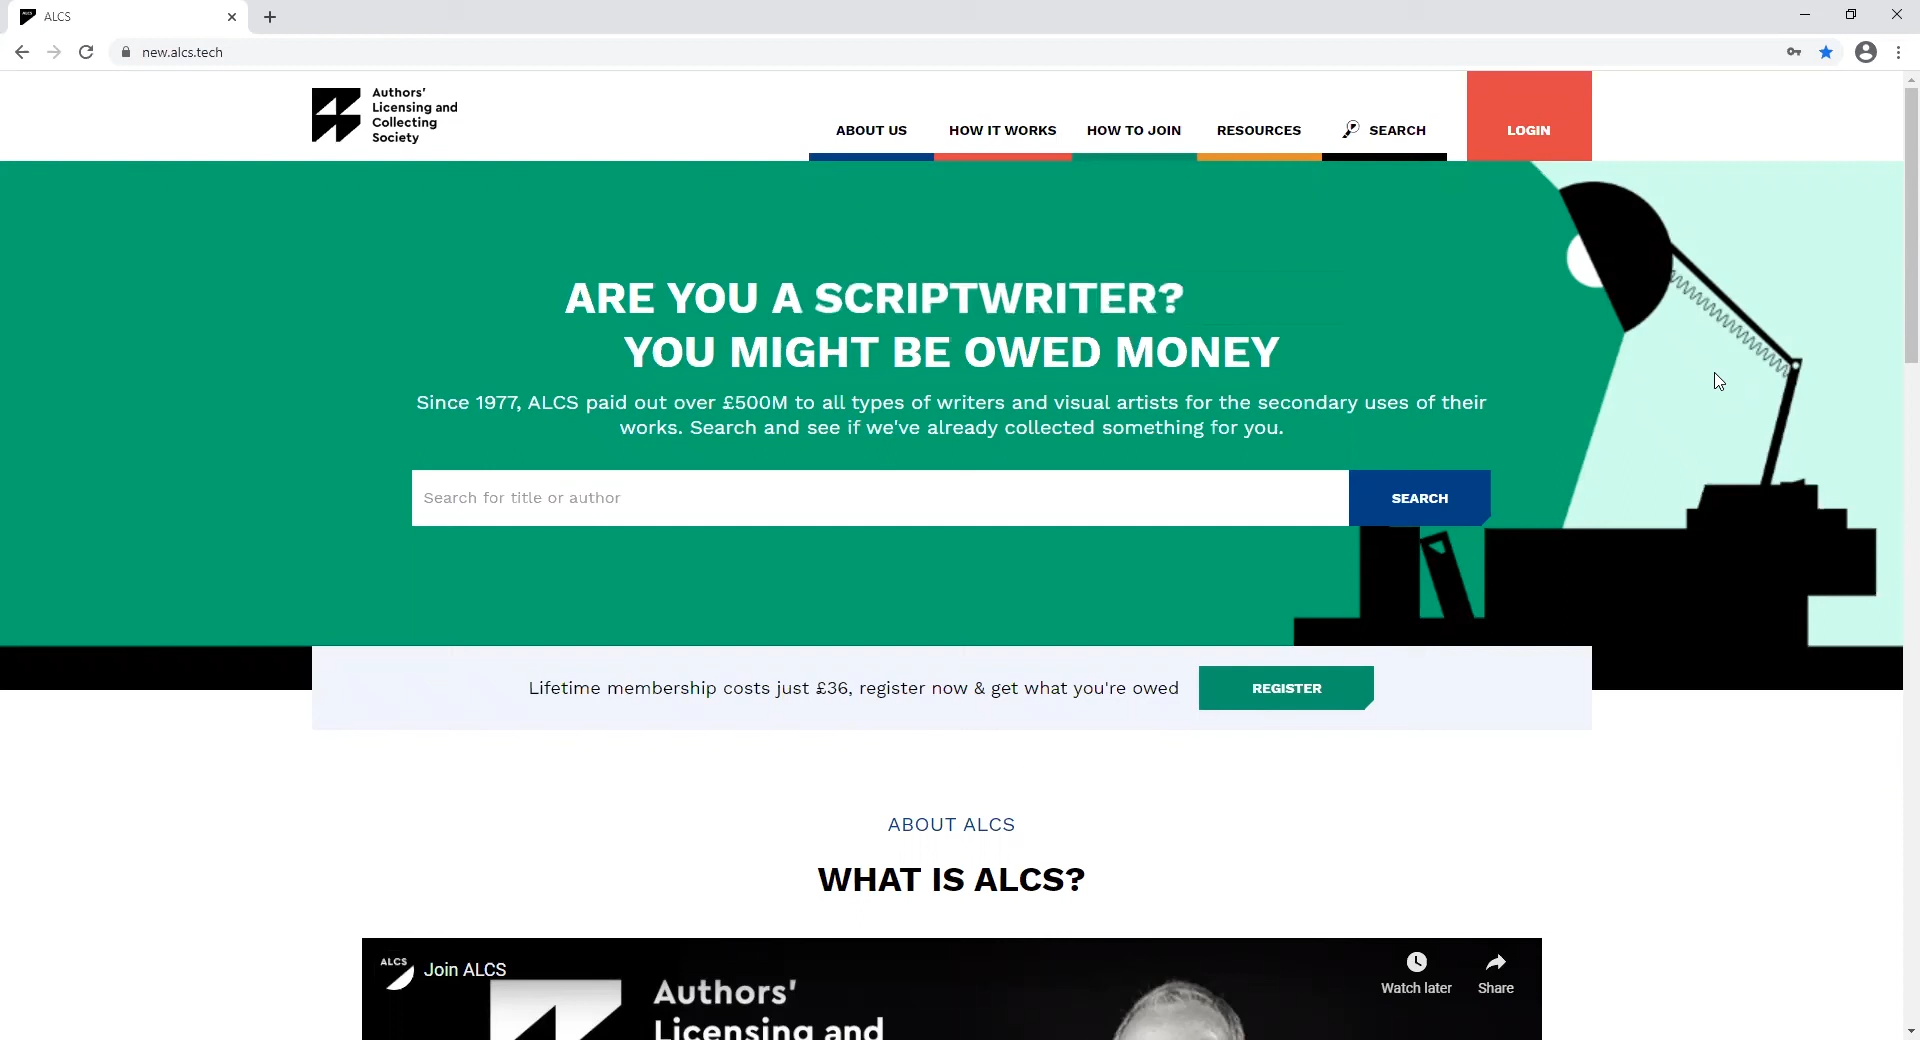 ALCS
new.alcs.tech
Authors'
Licensing and
Collecting
Society
ABOUT US
HOW IT WORKS
HOW TO JOIN
RESOURCES
SEARCH
LOGIN
ARE YOU A SCRIPTWRITER?
YOU MIGHT BE OWED MONEY
Since 1977, ALCS paid out over £500M to all types of writers and visual artists for the secondary uses of their
works. Search and see if we've already collected something for you.
Search for title or author
SEARCH
Lifetime membership costs just £36, register now & get what you're owed
REGISTER
ABOUT ALCS
WHAT IS ALCS?
ALCS
Join ALCS
Watch later
Share
Authors'
Licensing and